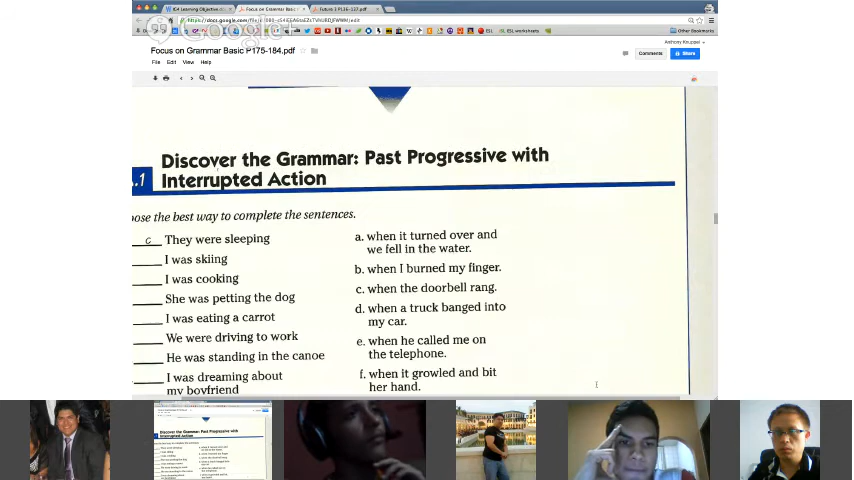 Focus on Grammar Basic P175-184.pdf
File Edit View Help
Comments
Share
Other Bookmarks
Discover the Grammar: Past Progressive with
Interrupted Action
.1
ose the best way to complete the sentences.
c They were sleeping
I was skiing
I was cooking
She was petting the dog
I was eating a carrot
We were driving to work
He was standing in the canoe
I was dreaming about
my boyfriend
a. when it turned over and
we fell in the water.
b. when I burned my finger.
c. when the doorbell rang.
d. when a truck banged into
my car.
e. when he called me on
the telephone.
f. when it growled and bit
her hand.